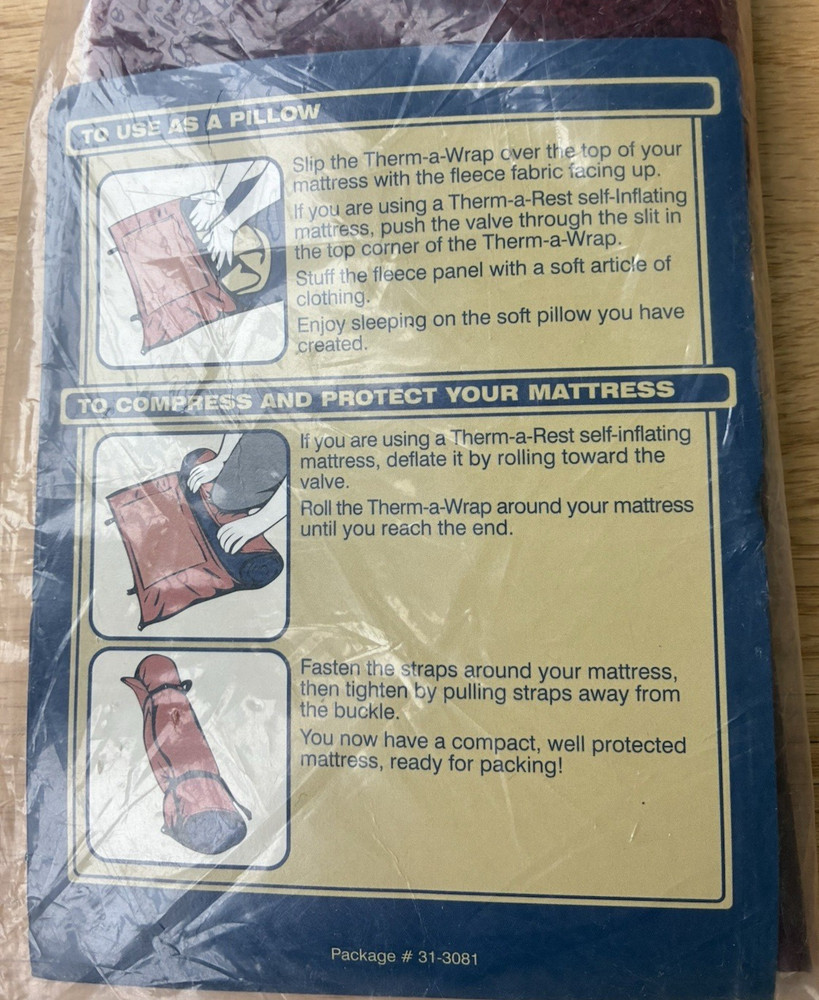 TO USE AS A PILLOW
Slip the Therm-a-Wrap over the top of your
mattress with the fleece fabric facing up.
If you are using a Therm-a-Rest self-Inflating
mattress, push the valve through the slit in
the top corner of the Therm-a-Wrap.
Stuff the fleece panel with a soft article of
clothing.
Enjoy sleeping on the soft pillow you have
created.
TO COMPRESS AND PROTECT YOUR MATTRESS
If you are using a Therm-a-Rest self-inflating
mattress, deflate it by rolling toward the
valve.
Roll the Therm-a-Wrap around your mattress
until you reach the end.
Fasten the straps around your mattress,
then tighten by pulling straps away from
the buckle.
You now have a compact, well protected
mattress, ready for packing!
Package # 31-3081